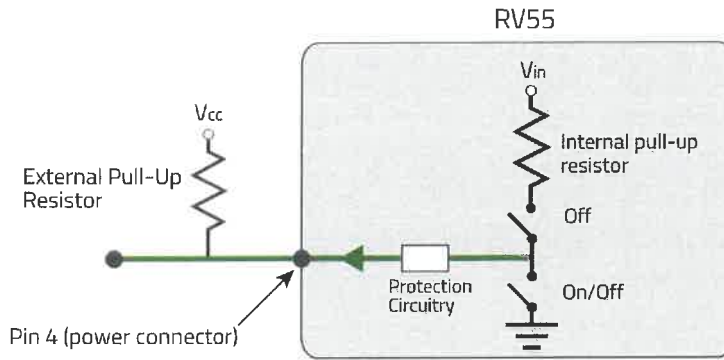 RV55
Vin
Vcc
Internal pull-up
resistor
External Pull-Up
Resistor
Off
Protection
Circuitry
On/Off
Pin 4 (power connector)